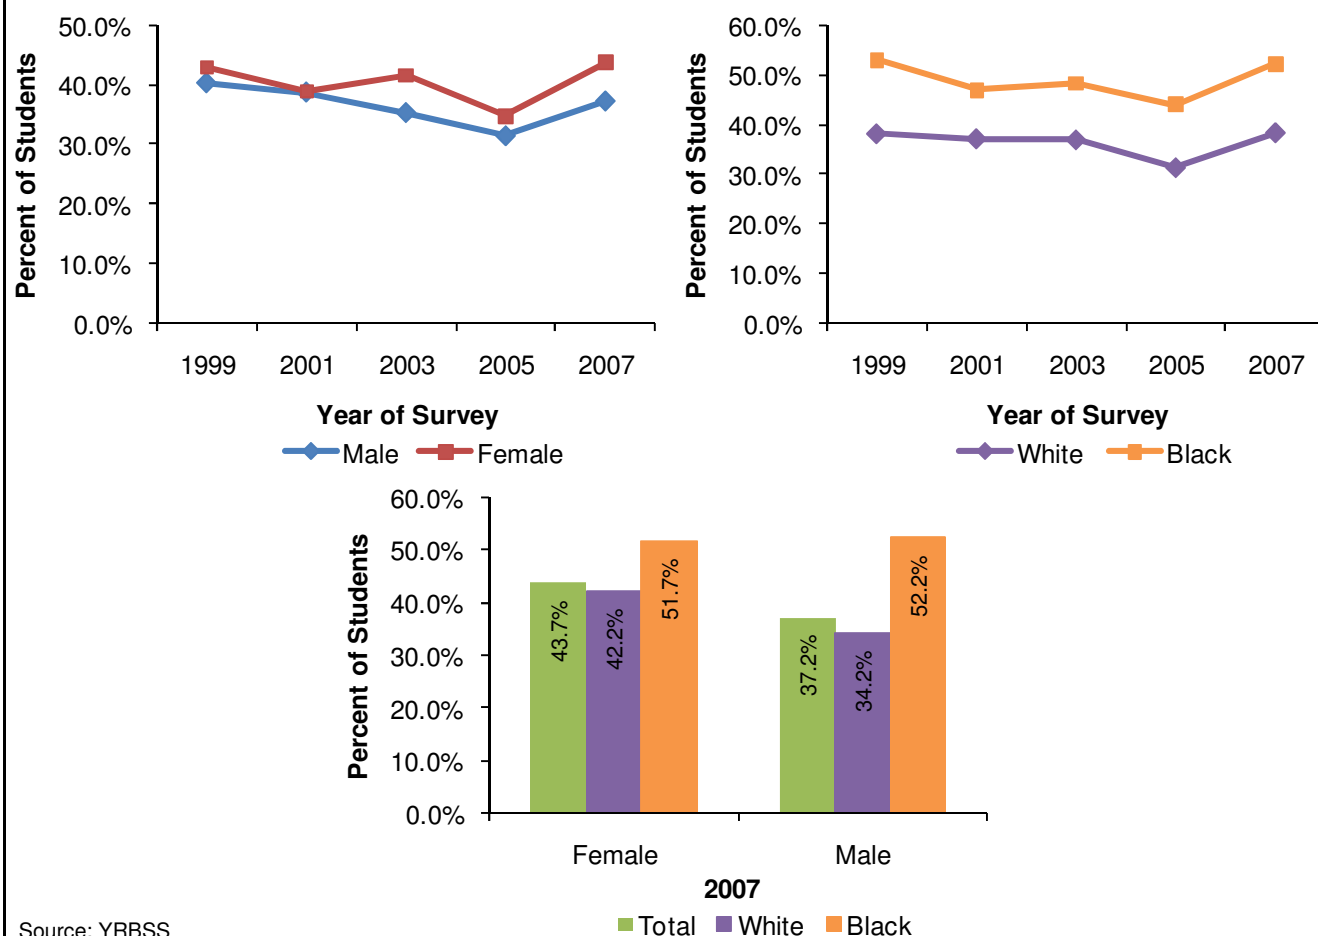 50.0%
40.0%
30.0%
20.0%
10.0%
0.0%
Percent of Students
1999 2001 2003 2005 2007
Year of Survey
Male Female
60.0%
50.0%
40.0%
30.0%
20.0%
10.0%
0.0%
Percent of Students
1999 2001 2003 2005 2007
Year of Survey
White Black
60.0%
50.0%
40.0%
30.0%
20.0%
10.0%
0.0%
Percent of Students
43.7% 42.2% 51.7% 37.2% 34.2% 52.2%
Female Male
2007
Total White Black
Source: YRBSS